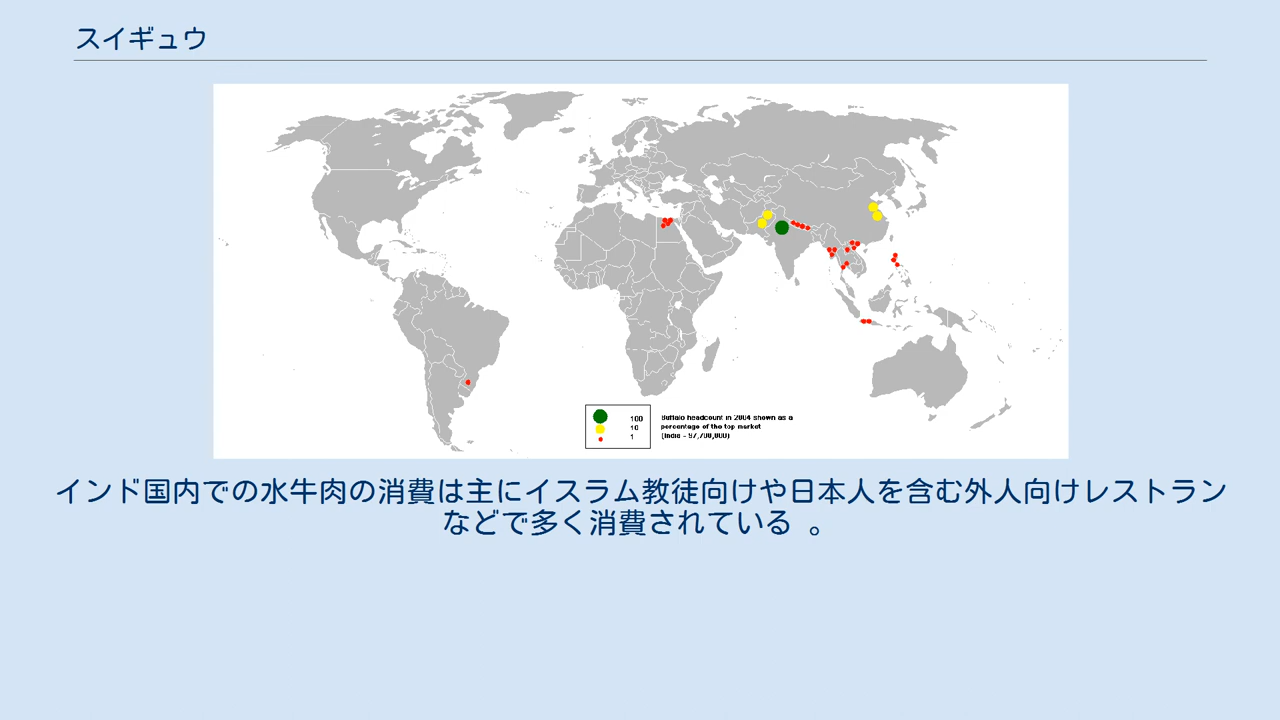 スイギュウ
100
10
1
Buffalo headcount in 2004 shown as a
percentage of the top market
(India - 97,700,000)
インド国内での水牛肉の消費は主にイスラム教徒向けや日本人を含む外人向けレストラン
などで多く消費されている 。